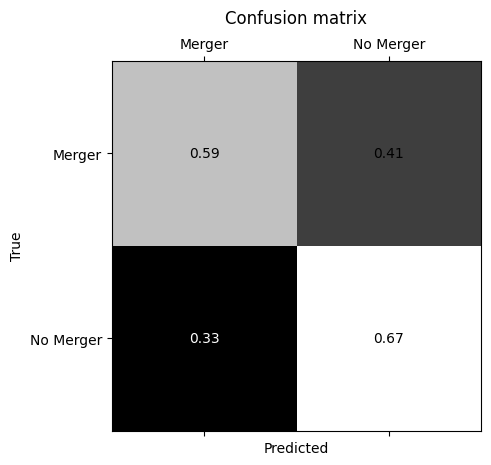 Confusion matrix
Merger No Merger
Merger 0.59 0.41
True
No Merger 0.33 0.67
Predicted